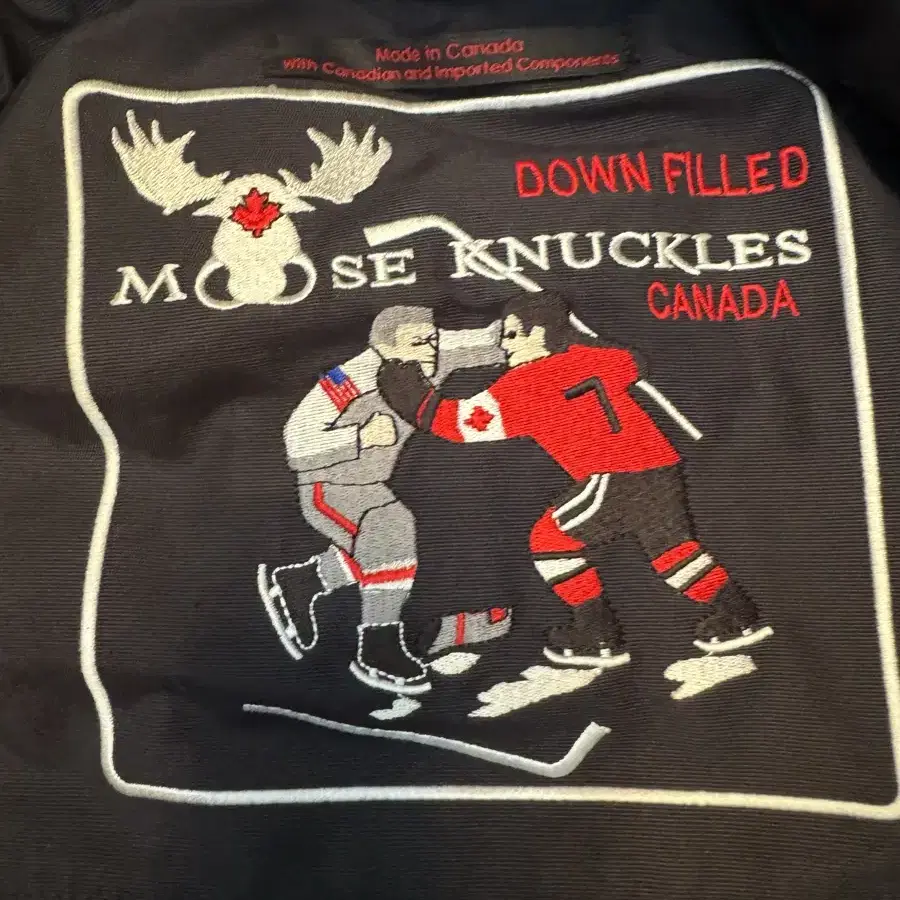 Made in Canada
with Canadian and Imported Components
DOWN FILLED
MOOSE KNUCKLES
CANADA
7